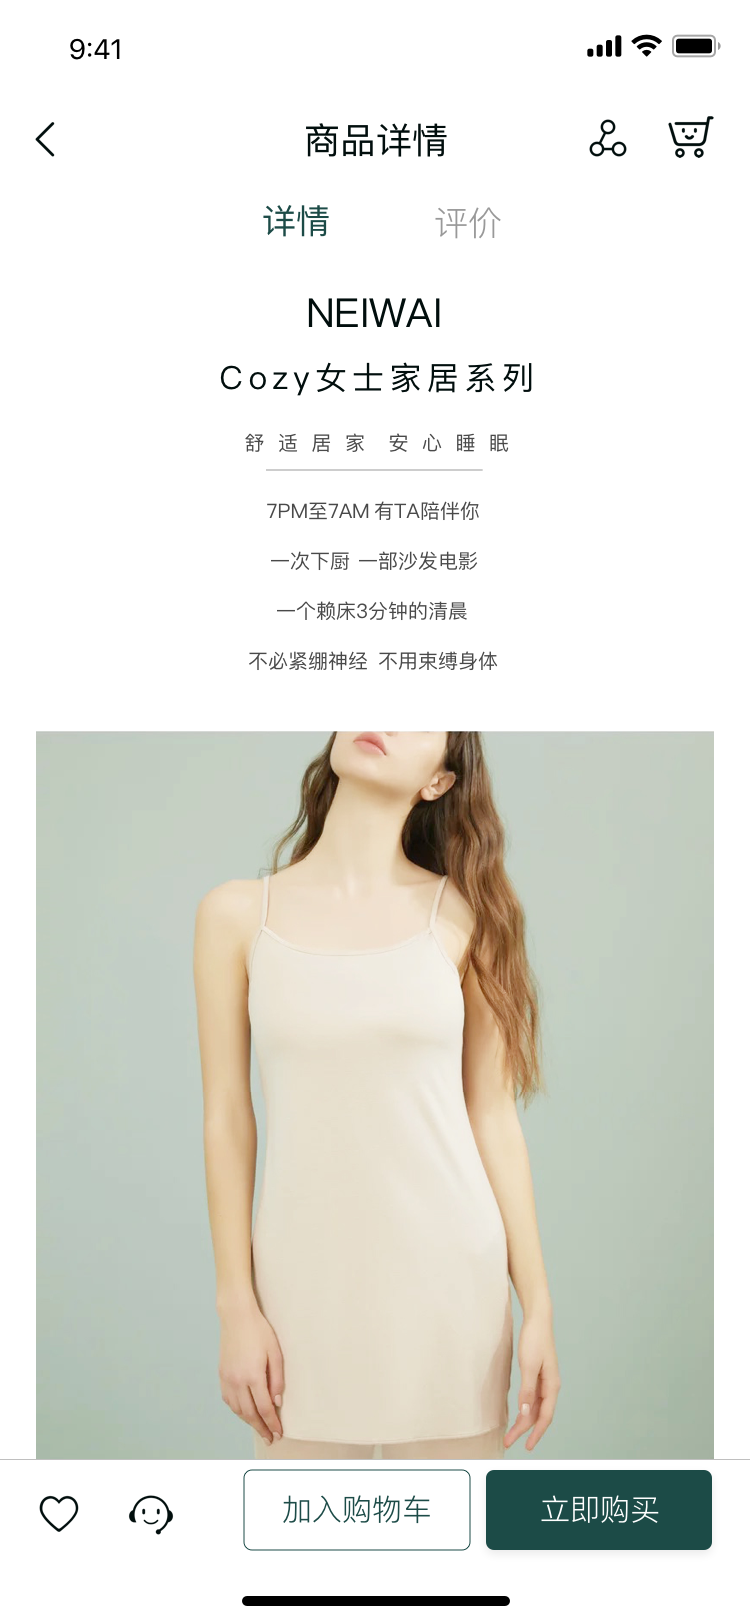 9:41
商品详情
详情 评价
NEIWAI
Cozy女士家居系列
舒适居家 安心睡眠
7PM至7AM 有TA陪伴你
一次下厨 一部沙发电影
一个赖床3分钟的清晨
不必紧绷神经 不用束缚身体
加入购物车 立即购买